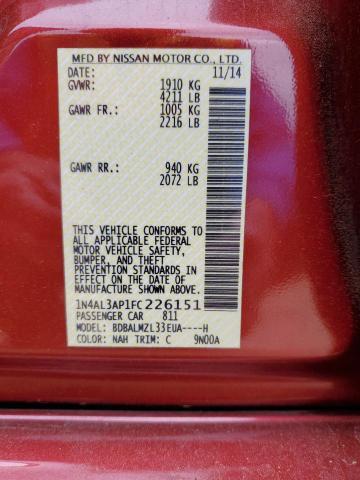 MFD BY NISSAN MOTOR CO., LTD.
DATE: 11/14
GVWR: 1910 KG
4211 LB
GAWR FR.: 1005 KG
2216 LB
GAWR RR.: 940 KG
2072 LB
THIS VEHICLE CONFORMS TO
ALL APPLICABLE FEDERAL
MOTOR VEHICLE SAFETY,
BUMPER, AND THEFT
PREVENTION STANDARDS
IN EFFECT ON THE DATE OF
MANUFACTURE SHOWN ABOVE.
1N4AL3AP1FC226151
PASSENGER CAR 811
MODEL: BDBALMZL33EUA----H
COLOR: NAH TRIM: C 9N00A